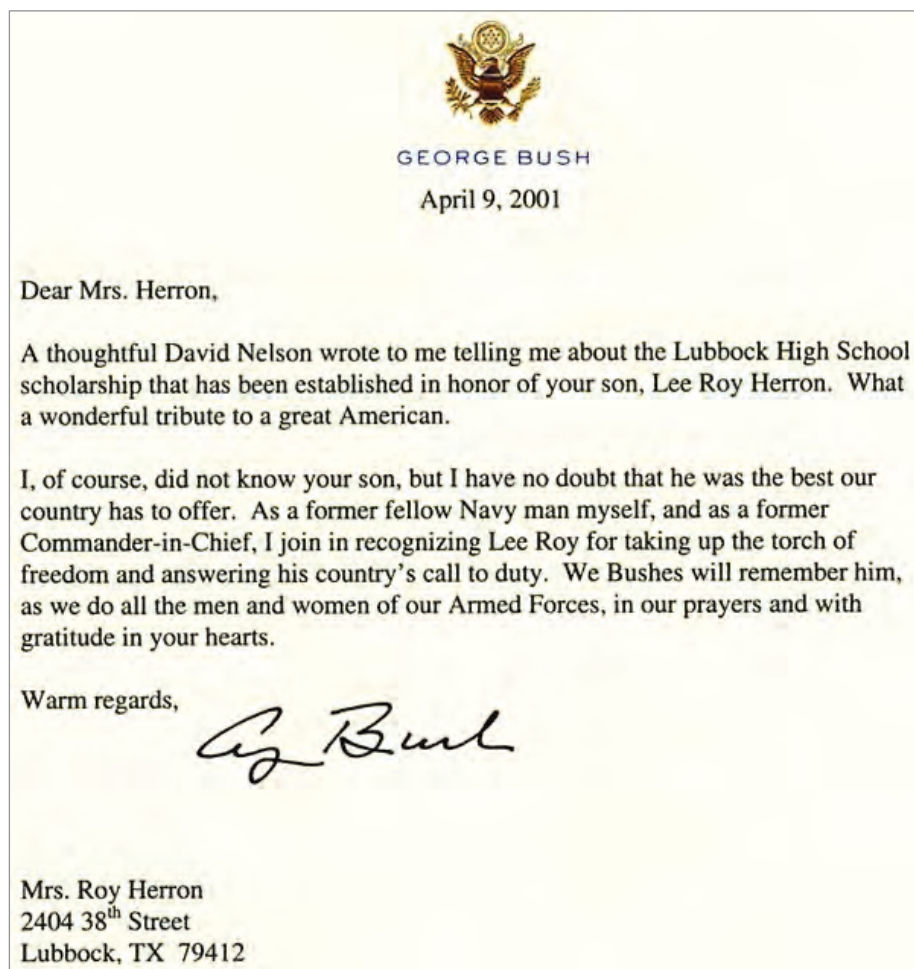 GEORGE BUSH
April 9, 2001
Dear Mrs. Herron,
A thoughtful David Nelson wrote to me telling me about the Lubbock High School
scholarship that has been established in honor of your son, Lee Roy Herron.  What
a wonderful tribute to a great American.
I, of course, did not know your son, but I have no doubt that he was the best our
country has to offer.  As a former fellow Navy man myself, and as a former
Commander-in-Chief, I join in recognizing Lee Roy for taking up the torch of
freedom and answering his country's call to duty.  We Bushes will remember him,
as we do all the men and women of our Armed Forces, in our prayers and with
gratitude in your hearts.
Warm regards,
G Bush
Mrs. Roy Herron
2404 38th Street
Lubbock, TX  79412